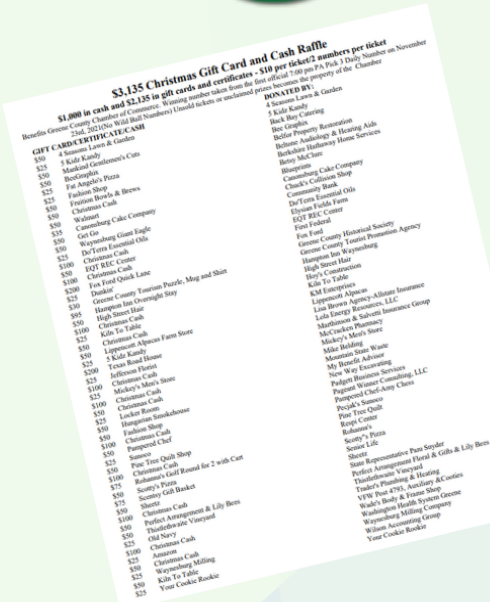 $3,135 Christmas Gift Card and Cash Raffle
$1,000 in cash and $2,135 in gift cards and certificates - $10 per ticket/2 numbers per ticket
Benefits Greene County Chamber of Commerce. Winning number taken from the first official 7:00 pm PA Pick 3 Daily Number on November
23rd, 2021(No Wild Ball Numbers) Unsold tickets or unclaimed prizes becomes the property of the Chamber
GIFT CARD/CERTIFICATE/CASH
$50 4 Seasons Lawn & Garden
$25 5 Kidz Kandy
$50 Mankind Gentlemen's Cuts
$50 BeeGraphix
$25 Fat Angelo's Pizza
$25 Fashion Shop
$50 Fruition Bowls & Brews
$50 Christmas Cash
$50 Walmart
$35 Canonsburg Cake Company
$50 Get Go
$50 Waynesburg Giant Eagle
$25 DoTerra Essential Oils
$100 Christmas Cash
$50 EQT REC Center
$100 Christmas Cash
$200 Fox Ford Quick Lane
$25 Dunkin'
$30 Greene County Tourism Puzzle, Mug and Shirt
$95 Hampton Inn Overnight Stay
$50 High Street Hair
$100 Christmas Cash
$25 Kiln To Table
$50 Christmas Cash
$50 Lippencott Alpacas Farm Store
$25 5 Kidz Kandy
$200 Texas Road House
$25 Jefferson Florist
$100 Christmas Cash
$25 Mickey's Men's Store
$100 Christmas Cash
$50 Christmas Cash
$25 Locker Room
$50 Hungarian Smokehouse
$50 Fashion Shop
$100 Christmas Cash
$50 Pampered Chef
$25 Sunoco
$50 Pine Tree Quilt Shop
$100 Christmas Cash
$75 Rohanna's Golf Round for 2 with Cart
$50 Scotty's Pizza
$75 Gift Basket
$50 Sheetz
$100 Christmas Cash
$50 Perfect Arrangement & Lily Bees
$50 Thistlethwaite Vineyard
$25 Old Navy
$100 Christmas Cash
$25 Amazon
$50 Christmas Cash
$25 Waynesburg Milling
$50 Kiln To Table
$25 Your Cookie Rookie
DONATED BY:
4 Seasons Lawn & Garden
5 Kidz Kandy
Back Bay Catering
Bee Graphix
Belfor Property Restoration
Beltone Audiology & Hearing Aids
Berkshire Hathaway Home Services
Betsy McClure
Blueprints
Canonsburg Cake Company
Chuck's Collision Shop
Community Bank
DoTerra Essential Oils
Elysian Fields Farm
EQT REC Center
First Federal
Fox Ford
Greene County Historical Society
Greene County Tourist Promotion Agency
Hampton Inn Waynesburg
High Street Hair
Hoy's Construction
Kiln To Table
KM Enterprises
Lippencott Alpacas
Lisa Brown Agency-Allstate Insurance
Lola Energy Resources, LLC
Marthinson & Salvetti Insurance Group
McCracken Pharmacy
Mickey's Men's Store
Mike Belding
Mountain State Waste
My Benefit Advisor
New Way Excavating
Padgett Business Services
Pageant Winner Consulting, LLC
Pampered Chef-Amy Chess
Pecjak's Sunoco
Pine Tree Quilt
Respi Center
Rohanna's
Scotty's Pizza
Senior Life
Sheetz
State Representative Pam Snyder
Perfect Arrangement Floral & Gifts & Lily Bees
Thistlethwaite Vineyard
Trader's Plumbing & Heating
VFW Post 4793, Auxiliary &Cooties
Wade's Body & Frame Shop
Washington Health System Greene
Waynesburg Milling Company
Wilson Accounting Group
Your Cookie Rookie